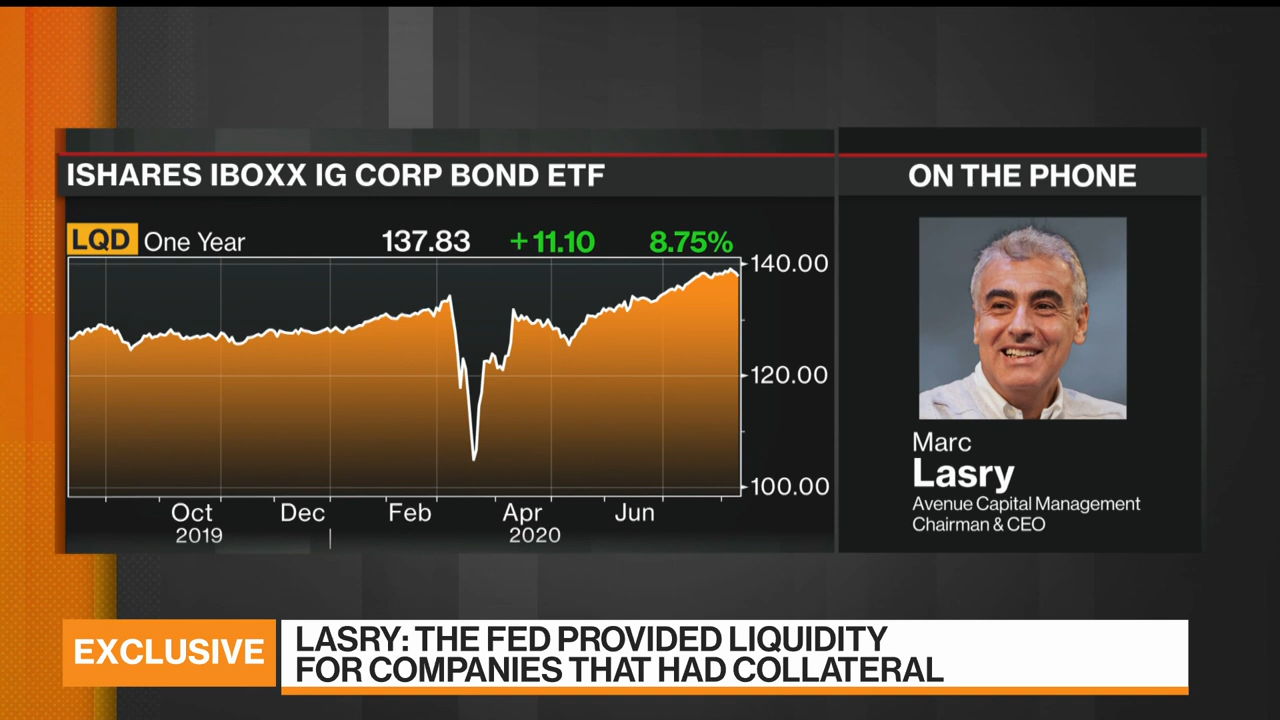 ISHARES IBOXX IG CORP BOND ETF
LQD One Year 137.83 +11.10 8.75%
140.00
120.00
100.00
Oct Dec Feb Apr Jun
2019 2020
ON THE PHONE
Marc
Lasry
Avenue Capital Management
Chairman & CEO
EXCLUSIVE
LASRY: THE FED PROVIDED LIQUIDITY
FOR COMPANIES THAT HAD COLLATERAL